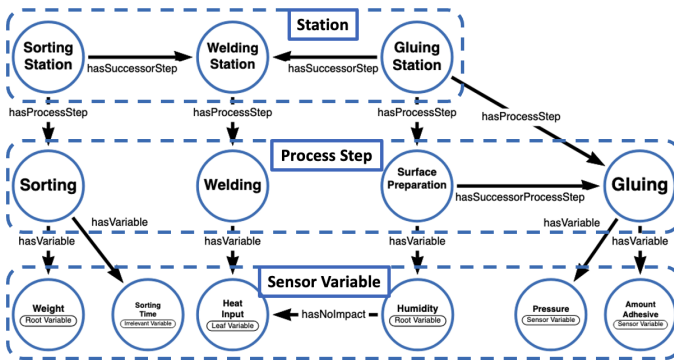 Station
Sorting
Station
Welding
Station
Gluing
Station
hasSuccessorStep
hasSuccessorStep
hasProcessStep
hasProcessStep
hasProcessStep
hasProcessStep
Process Step
Sorting
Welding
Surface
Preparation
Gluing
hasSuccessorProcessStep
hasVariable
hasVariable
hasVariable
hasVariable
hasVariable
hasVariable
Sensor Variable
Weight
Root Variable
Sorting
Time
Irrelevant Variable
Heat
Input
Leaf Variable
hasNoImpact
Humidity
Root Variable
Pressure
Sensor Variable
Amount
Adhesive
Sensor Variable